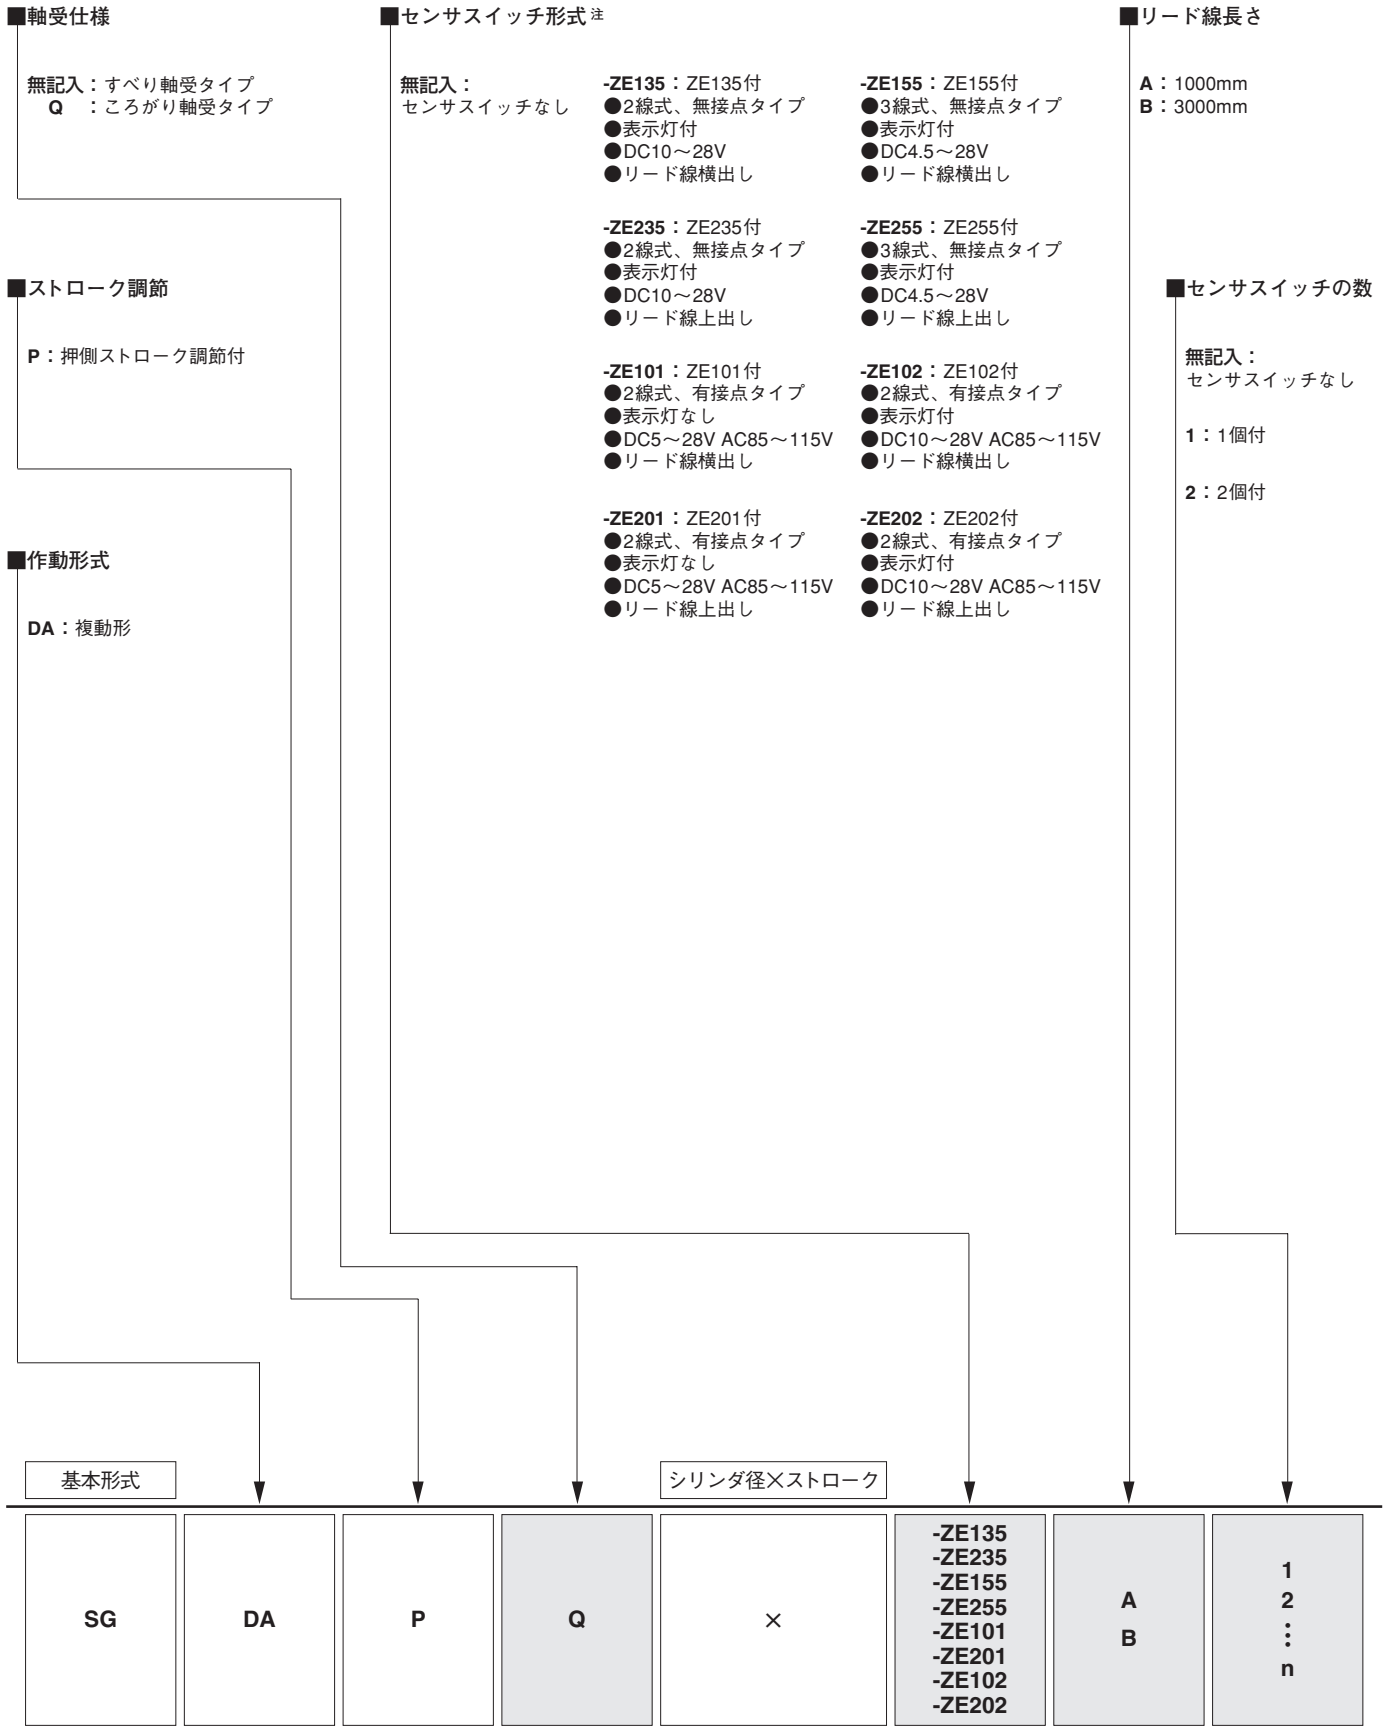 ■軸受仕様
無記入：すべり軸受タイプ
Q ：ころがり軸受タイプ
■ストローク調節
P：押側ストローク調節付
■作動形式
DA：複動形
■センサスイッチ形式 注
無記入：
センサスイッチなし
-ZE135：ZE135付
●2線式、無接点タイプ
●表示灯付
●DC10～28V
●リード線横出し
-ZE155：ZE155付
●3線式、無接点タイプ
●表示灯付
●DC4.5～28V
●リード線横出し
-ZE235：ZE235付
●2線式、無接点タイプ
●表示灯付
●DC10～28V
●リード線上出し
-ZE255：ZE255付
●3線式、無接点タイプ
●表示灯付
●DC4.5～28V
●リード線上出し
-ZE101：ZE101付
●2線式、有接点タイプ
●表示灯なし
●DC5～28V AC85～115V
●リード線横出し
-ZE102：ZE102付
●2線式、有接点タイプ
●表示灯付
●DC10～28V AC85～115V
●リード線横出し
-ZE201：ZE201付
●2線式、有接点タイプ
●表示灯なし
●DC5～28V AC85～115V
●リード線上出し
-ZE202：ZE202付
●2線式、有接点タイプ
●表示灯付
●DC10～28V AC85～115V
●リード線上出し
■リード線長さ
A：1000mm
B：3000mm
■センサスイッチの数
無記入：
センサスイッチなし
1：1個付
2：2個付
基本形式
シリンダ径×ストローク
SG
DA
P
Q
×
-ZE135
-ZE235
-ZE155
-ZE255
-ZE101
-ZE201
-ZE102
-ZE202
A
B
1
2
⋮
n